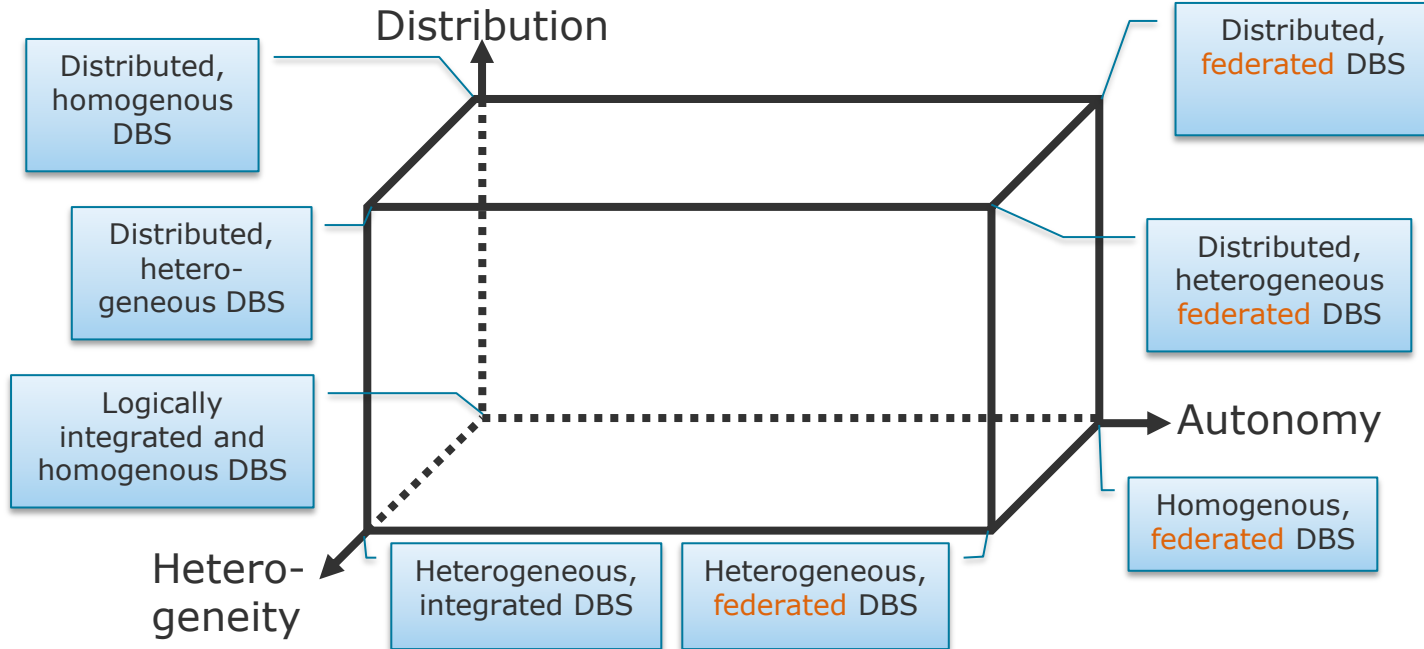 Distribution
Distributed,
homogenous
DBS
Distributed,
federated DBS
Distributed,
hetero-
geneous DBS
Distributed,
heterogeneous
federated DBS
Logically
integrated and
homogenous DBS
Autonomy
Homogenous,
federated DBS
Hetero-
geneity
Heterogeneous,
integrated DBS
Heterogeneous,
federated DBS